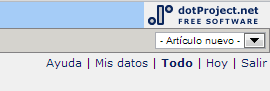 dotProject.net
FREE SOFTWARE
- Artículo nuevo -
Ayuda | Mis datos | Todo | Hoy | Salir